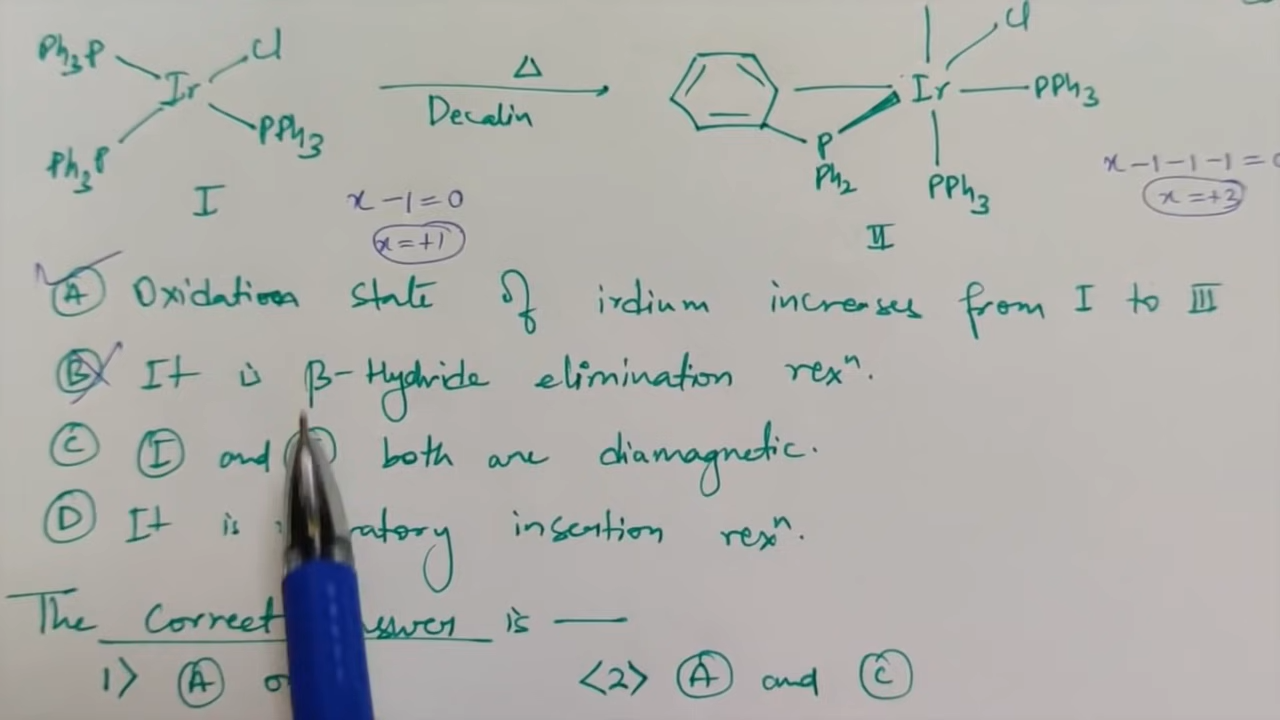 Ph3P Ir Cl Ph3P PPh3
Δ
Decalin
Ir Cl PPh3 P Ph2 PPh3
I
x-1=0
x=+1
II
x-1-1-1=0
x=+3
A Oxidation state of irdium increases from I to III
B It is β-Hydride elimination rexn.
C I and both are diamagnetic.
D It is insertion rexn.
The Correct is —
1> A
<2> A and C